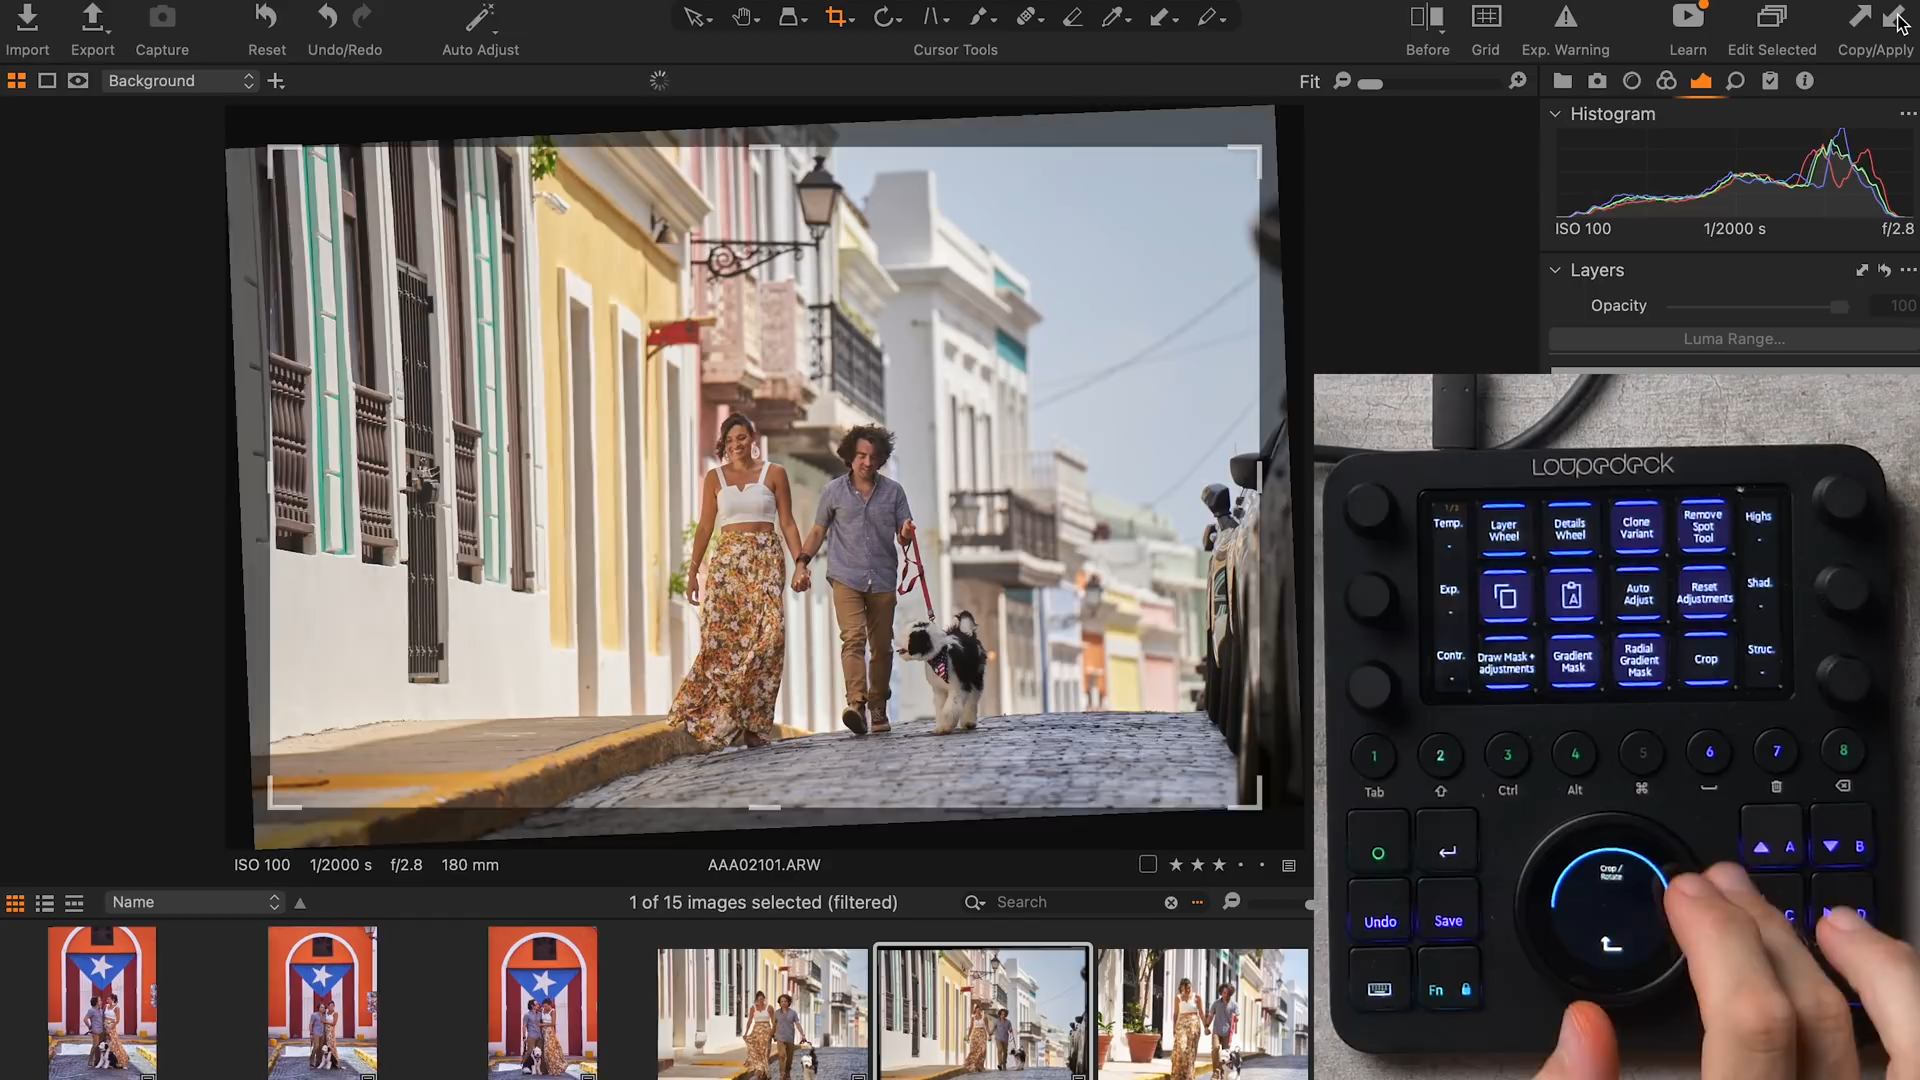 Import Export Capture Reset Undo/Redo Auto Adjust Cursor Tools Before Grid Exp. Warning Learn Edit Selected Copy/Apply
Background Fit
Histogram
ISO 100 1/2000 s f/2.8
Layers
Opacity 100
Luma Range...
LOUPEDECK
1/3
Temp. Layer Wheel Details Wheel Clone Variant Remove Spot Tool Highs
Exp. A Auto Adjust Reset Adjustments Shad.
Contr. Draw Mask + adjustments Gradient Mask Radial Gradient Mask Crop Struc.
1 2 3 4 5 6 7 8
Tab Ctrl Alt
A B
Crop / Rotate
C D
Undo Save
Fn
ISO 100 1/2000 s f/2.8 180 mm AAA02101.ARW
Name 1 of 15 images selected (filtered) Search